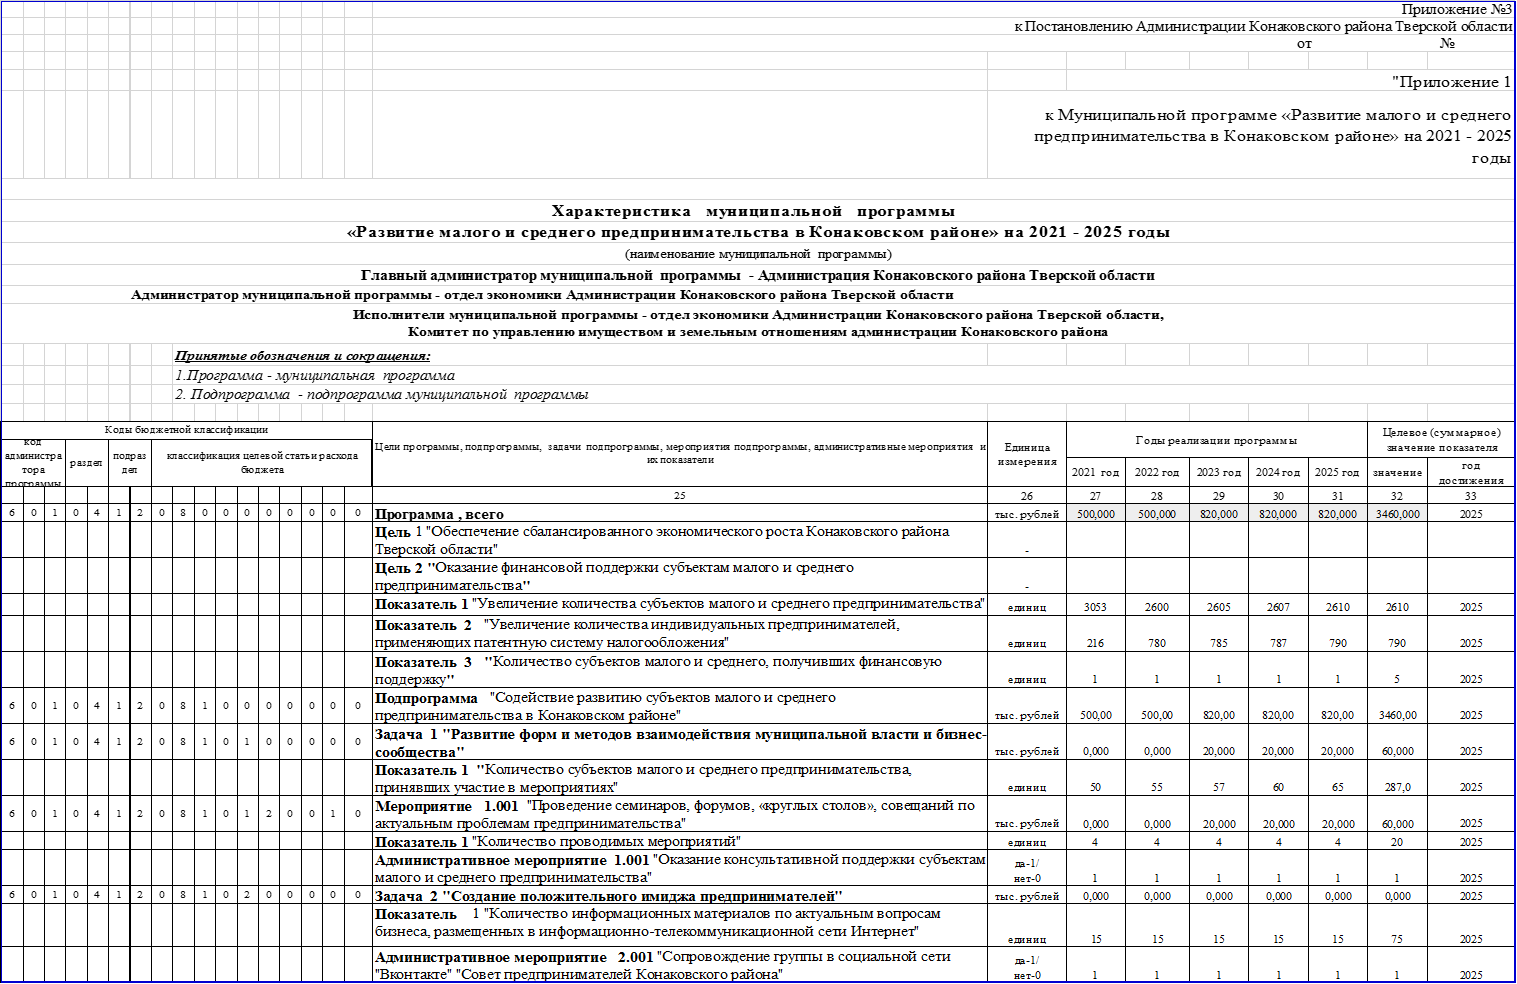 Приложение №3
к Постановлению Администрации Конаковского района Тверской области
от №
"Приложение 1
к Муниципальной программе «Развитие малого и среднего
предпринимательства в Конаковском районе» на 2021 - 2025
годы
Характеристика муниципальной программы
«Развитие малого и среднего предпринимательства в Конаковском районе» на 2021 - 2025 годы
(наименование муниципальной программы)
Главный администратор муниципальной программы - Администрация Конаковского района Тверской области
Администратор муниципальной программы - отдел экономики Администрации Конаковского района Тверской области
Исполнители муниципальной программы - отдел экономики Администрации Конаковского района Тверской области,
Комитет по управлению имуществом и земельным отношениям администрации Конаковского района
Принятые обозначения и сокращения:
1.Программа - муниципальная программа
2. Подпрограмма - подпрограмма муниципальной программы
Коды бюджетной классификации
код
администра
тора
программы
раздел
подраз
дел
классификация целевой статьи расхода
бюджета
Цели программы, подпрограммы, задачи подпрограммы, мероприятия подпрограммы, административные мероприятия и
их показатели
Единица
измерения
Годы реализации программы
Целевое (суммарное)
значение показателя
2021 год 2022 год 2023 год 2024 год 2025 год значение год
достижения
25 26 27 28 29 30 31 32 33
6 0 1 0 4 1 2 0 8 0 0 0 0 0 0 0 0 Программа , всего тыс. рублей 500,000 500,000 820,000 820,000 820,000 3460,000 2025
Цель 1 "Обеспечение сбалансированного экономического роста Конаковского района
Тверской области" -
Цель 2 "Оказание финансовой поддержки субъектам малого и среднего
предпринимательства" -
Показатель 1 "Увеличение количества субъектов малого и среднего предпринимательства" единиц 3053 2600 2605 2607 2610 2610 2025
Показатель 2 "Увеличение количества индивидуальных предпринимателей,
применяющих патентную систему налогообложения" единиц 216 780 785 787 790 790 2025
Показатель 3 "Количество субъектов малого и среднего, получивших финансовую
поддержку" единиц 1 1 1 1 1 5 2025
6 0 1 0 4 1 2 0 8 1 0 0 0 0 0 0 0 Подпрограмма "Содействие развитию субъектов малого и среднего
предпринимательства в Конаковском районе" тыс. рублей 500,00 500,00 820,00 820,00 820,00 3460,00 2025
6 0 1 0 4 1 2 0 8 1 0 1 0 0 0 0 0 Задача 1 "Развитие форм и методов взаимодействия муниципальной власти и бизнес-
сообщества" тыс. рублей 0,000 0,000 20,000 20,000 20,000 60,000 2025
Показатель 1 "Количество субъектов малого и среднего предпринимательства,
принявших участие в мероприятиях" единиц 50 55 57 60 65 287,0 2025
6 0 1 0 4 1 2 0 8 1 0 1 2 0 0 1 0 Мероприятие 1.001 "Проведение семинаров, форумов, «круглых столов», совещаний по
актуальным проблемам предпринимательства" тыс. рублей 0,000 0,000 20,000 20,000 20,000 60,000 2025
Показатель 1 "Количество проводимых мероприятий" единиц 4 4 4 4 4 20 2025
Административное мероприятие 1.001 "Оказание консультативной поддержки субъектам да-1/
малого и среднего предпринимательства" нет-0 1 1 1 1 1 1 2025
6 0 1 0 4 1 2 0 8 1 0 2 0 0 0 0 0 Задача 2 "Создание положительного имиджа предпринимателей" тыс. рублей 0,000 0,000 0,000 0,000 0,000 0,000 2025
Показатель 1 "Количество информационных материалов по актуальным вопросам
бизнеса, размещенных в информационно-телекоммуникационной сети Интернет" единиц 15 15 15 15 15 75 2025
Административное мероприятие 2.001 "Сопровождение группы в социальной сети да-1/
"Вконтакте" "Совет предпринимателей Конаковского района" нет-0 1 1 1 1 1 1 2025